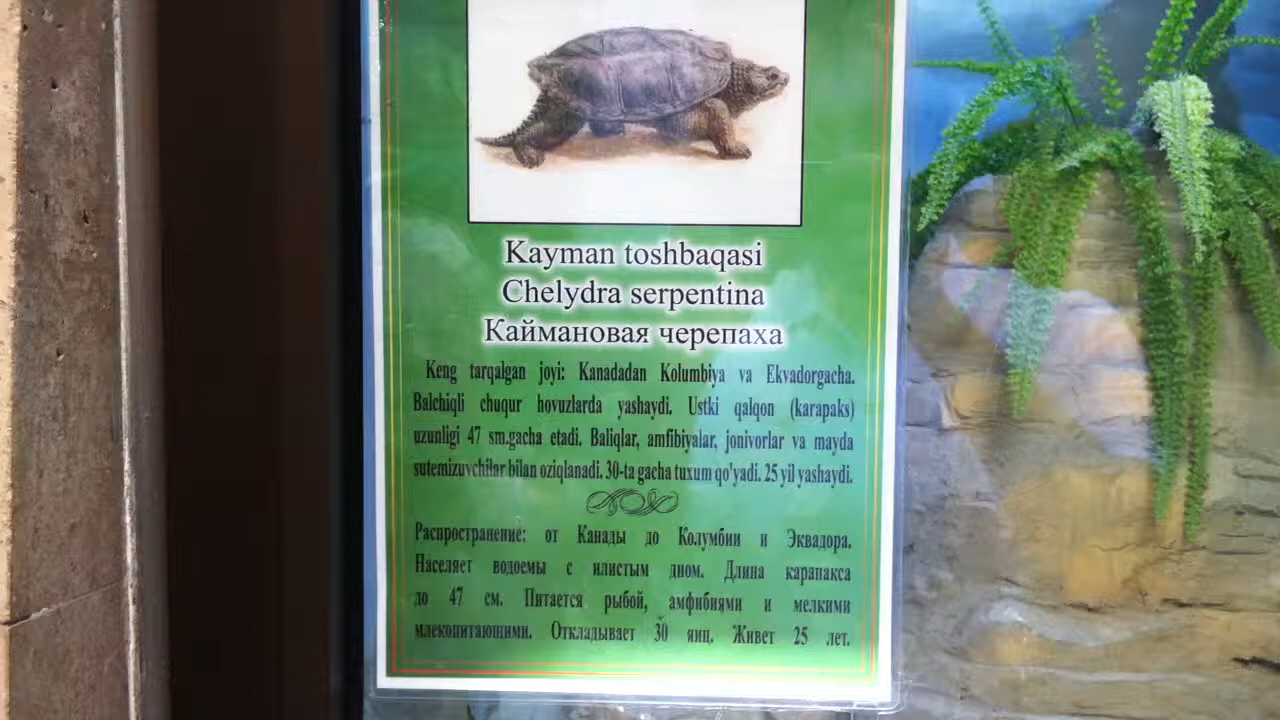 Kayman toshbaqasi
Chelydra serpentina
Каймановая черепаха
Keng tarqalgan joyi: Kanadadan Kolumbiya va Ekvadorgacha.
Balchiqli chuqur hovuzlarda yashaydi. Ustki qalqon (karapaks)
uzunligi 47 sm.gacha etadi. Baliqlar, amfibiyalar, jonivorlar va mayda
sutemizuvchilar bilan oziqlanadi. 30-ta gacha tuxum qo'yadi. 25 yil yashaydi.
Распространение: от Канады до Колумбии и Эквадора.
Населяет водоемы с илистым дном. Длина карапакса
до 47 см. Питается рыбой, амфибиями и мелкими
млекопитающими. Откладывает 30 яиц. Живет 25 лет.